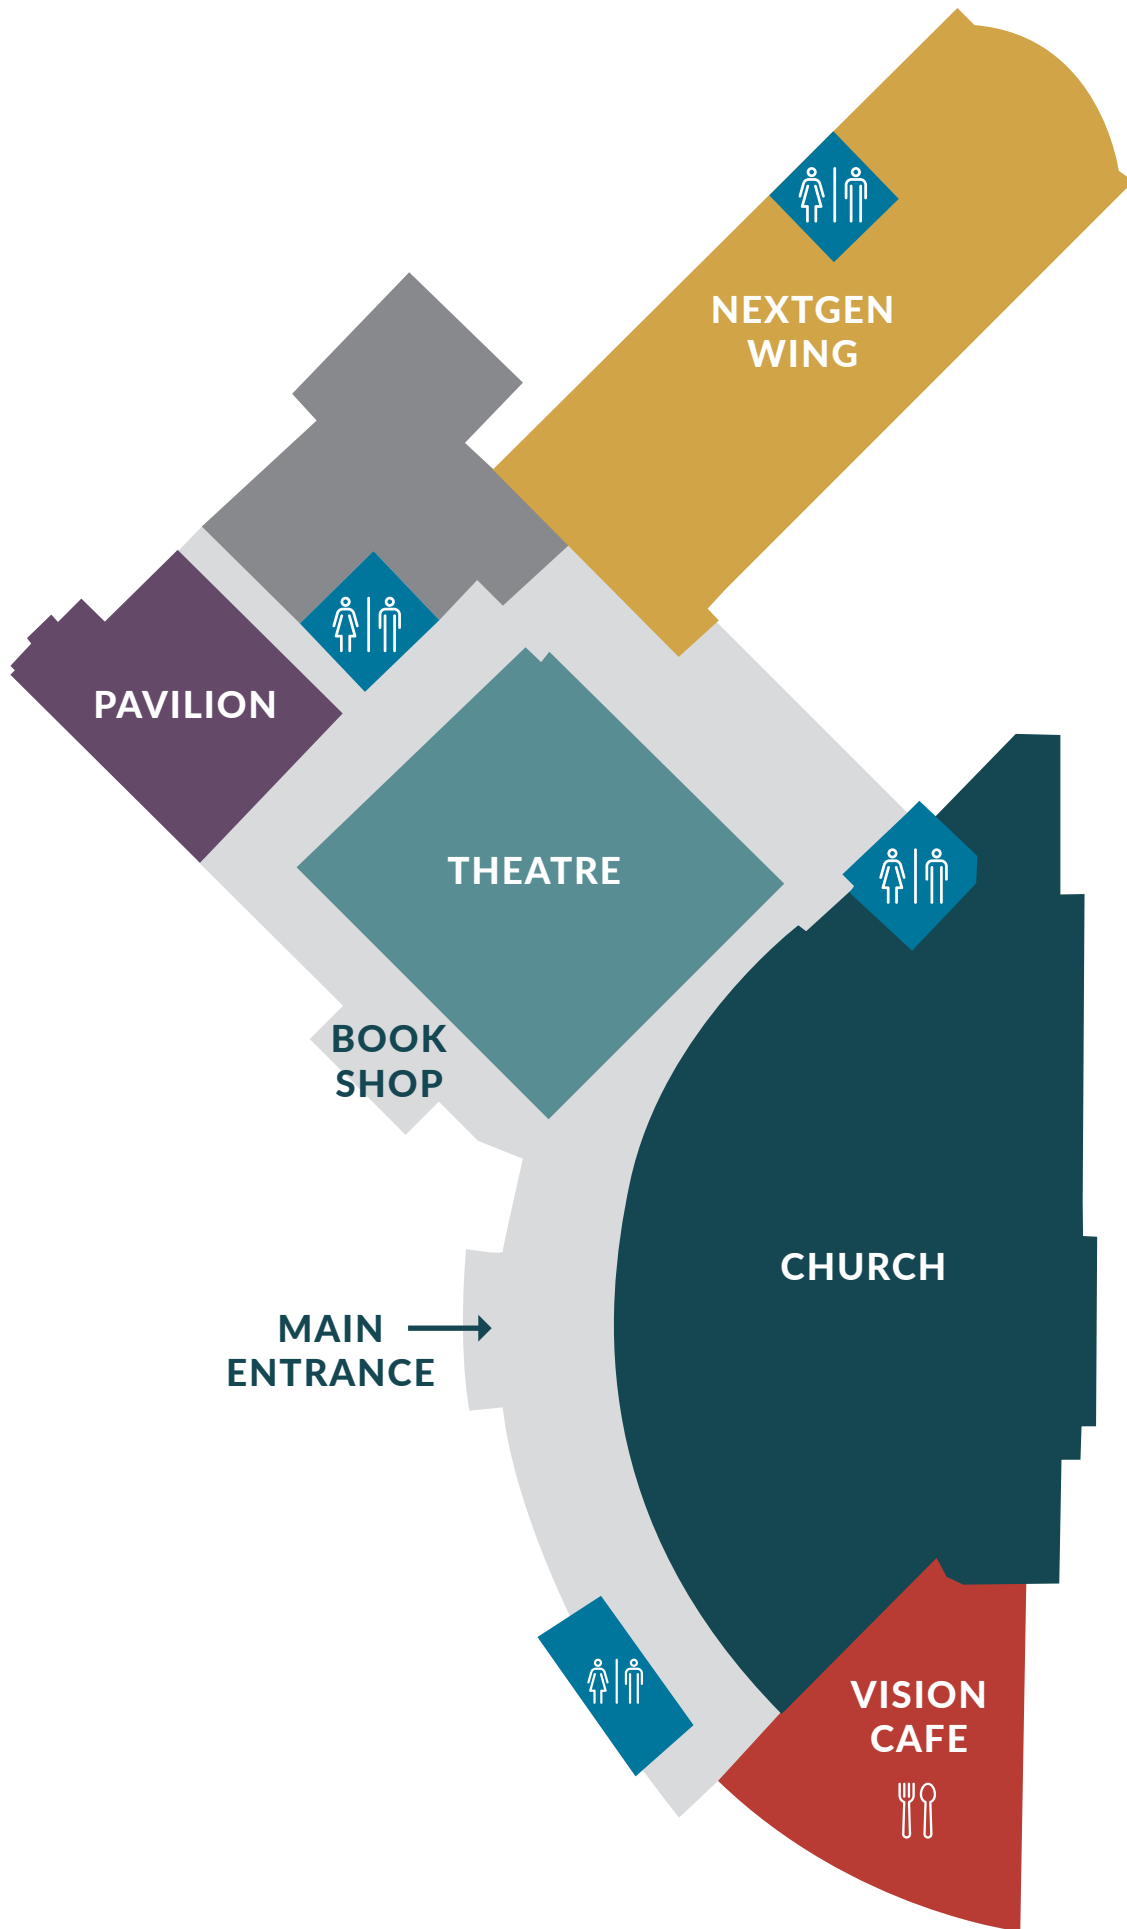 NEXTGEN
WING
PAVILION
THEATRE
BOOK
SHOP
CHURCH
MAIN
ENTRANCE
VISION
CAFE